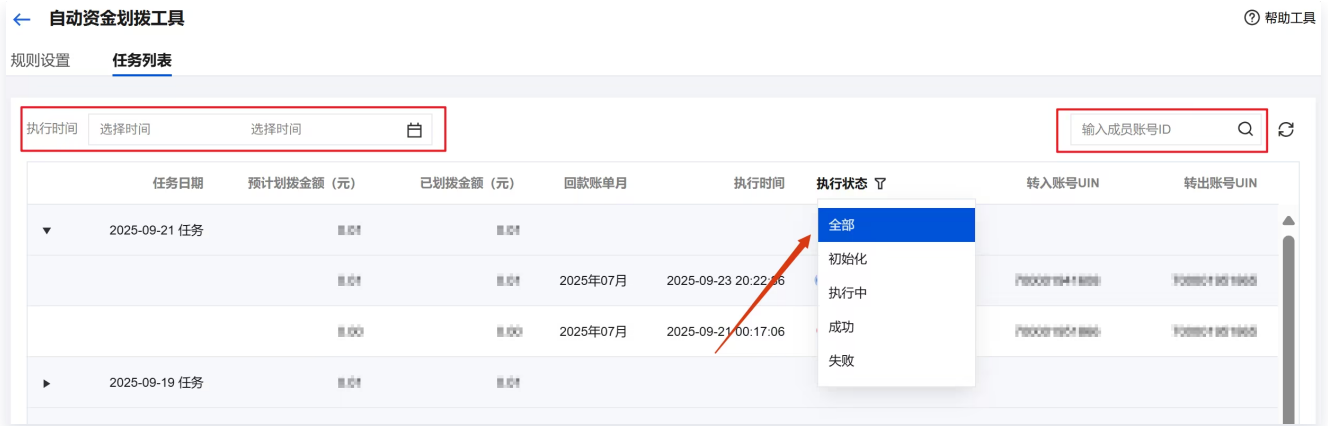 自动资金划拨工具
帮助工具
规则设置 任务列表
执行时间 选择时间 选择时间 输入成员账号ID
任务日期 预计划拨金额（元） 已划拨金额（元） 回款账单月 执行时间 执行状态 转入账号UIN 转出账号UIN
2025-09-21 任务
全部
初始化
2025年07月 2025-09-23 20:22:36
执行中
成功
2025年07月 2025-09-21 00:17:06
失败
2025-09-19 任务